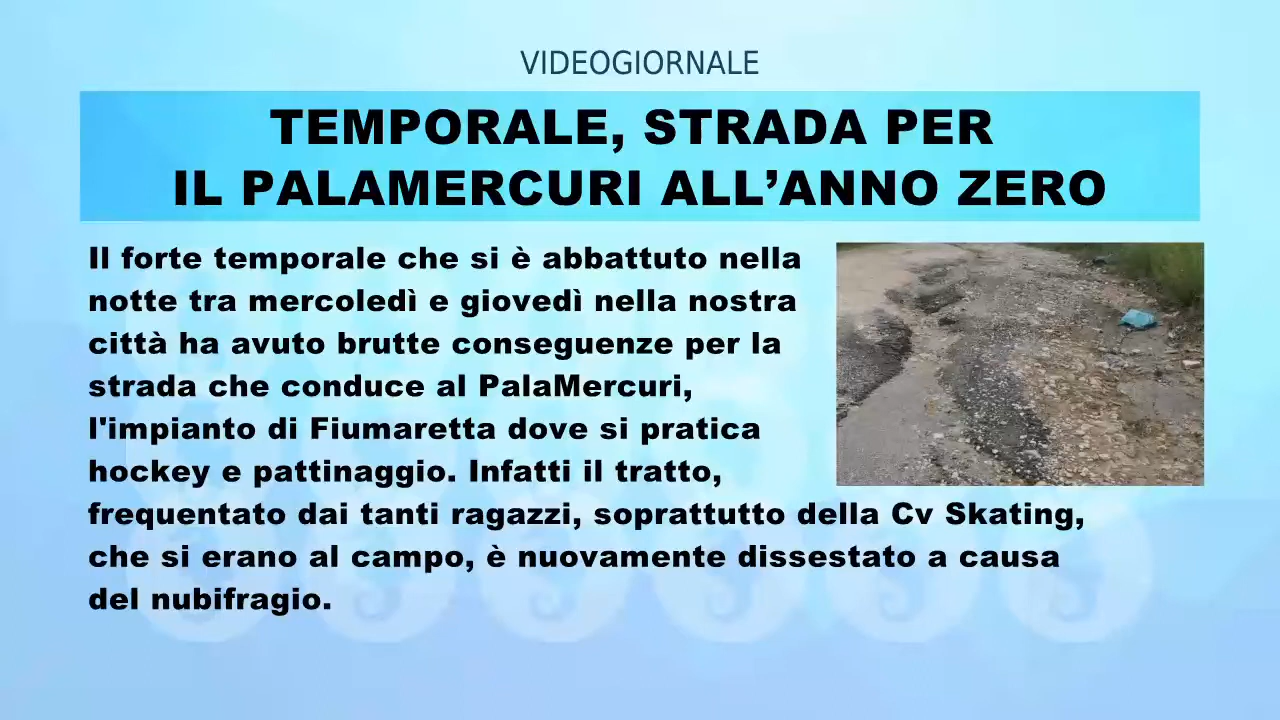 VIDEOGIORNALE
TEMPORALE, STRADA PER
IL PALAMERCURI ALL’ANNO ZERO
Il forte temporale che si è abbattuto nella
notte tra mercoledì e giovedì nella nostra
città ha avuto brutte conseguenze per la
strada che conduce al PalaMercuri,
l'impianto di Fiumaretta dove si pratica
hockey e pattinaggio. Infatti il tratto,
frequentato dai tanti ragazzi, soprattutto della Cv Skating,
che si erano al campo, è nuovamente dissestato a causa
del nubifragio.